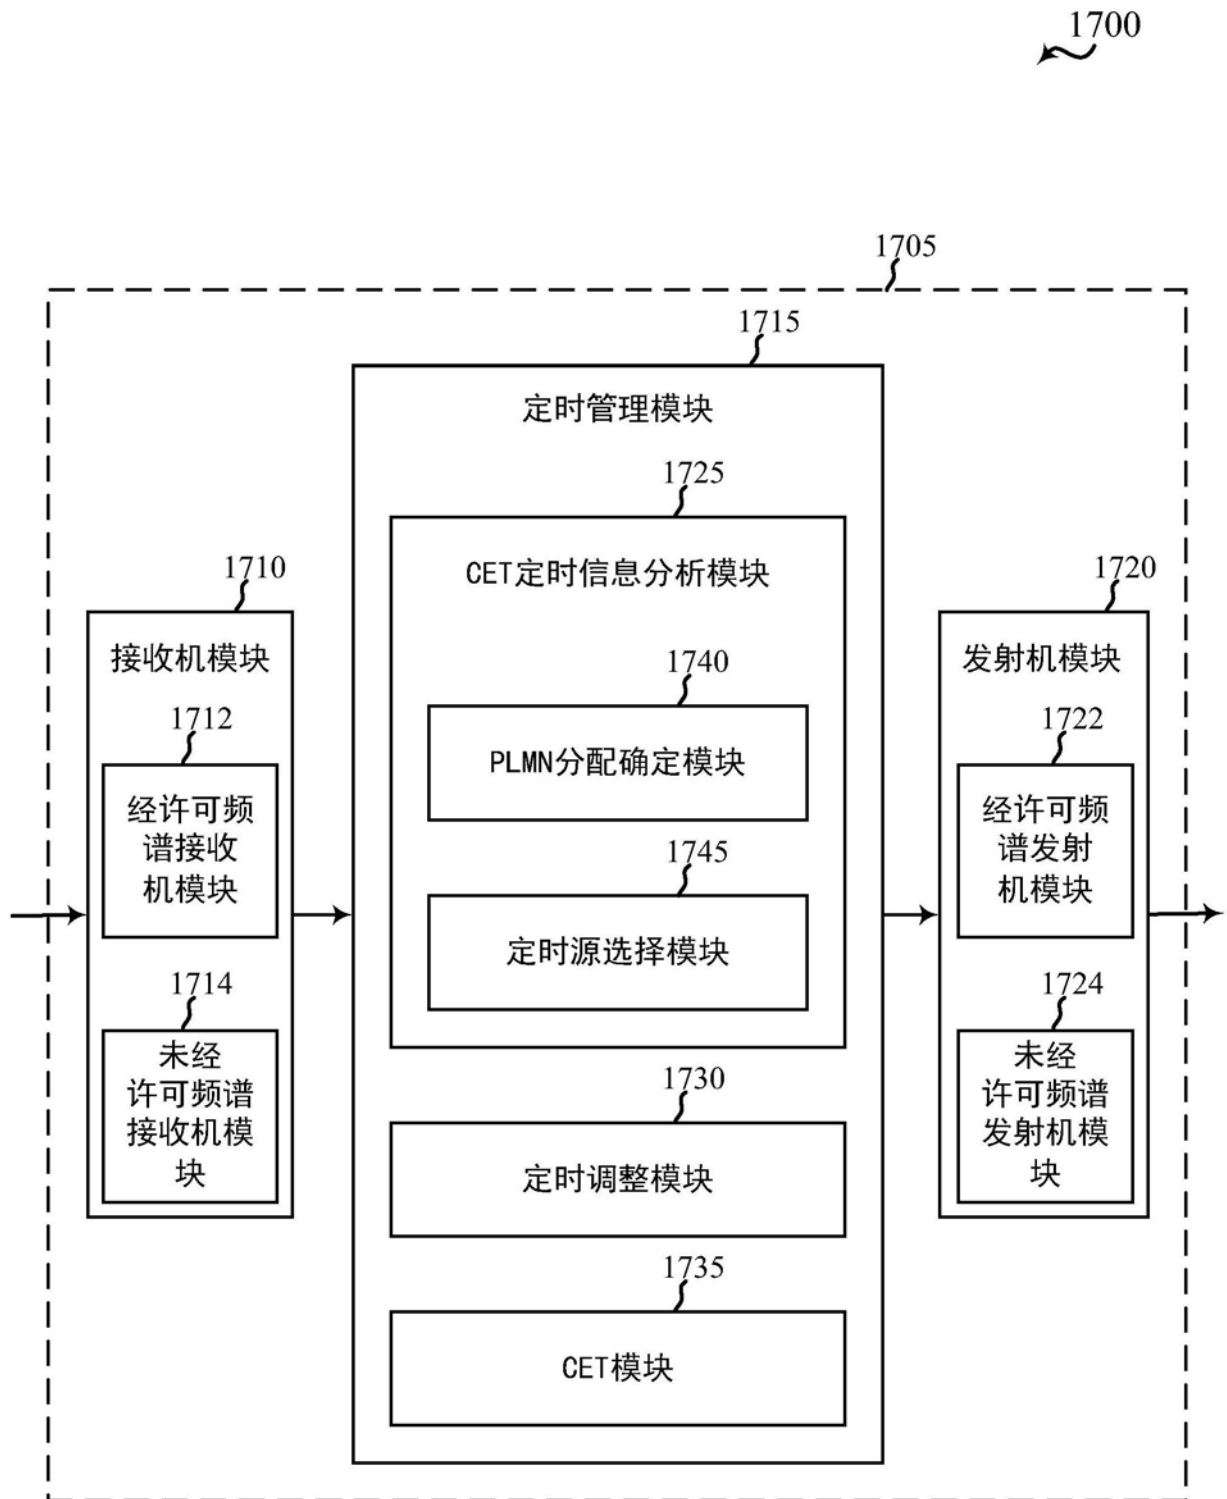 1700
1705
1715
定时管理模块
1725
CET定时信息分析模块
1710
1720
接收机模块
发射机模块
1740
PLMN分配确定模块
1712
1722
经许可频
谱接收
机模块
经许可频
谱发射
机模块
1745
定时源选择模块
1714
1724
未经
许可频谱
接收机模
块
未经
许可频谱
发射机模
块
1730
定时调整模块
1735
CET模块